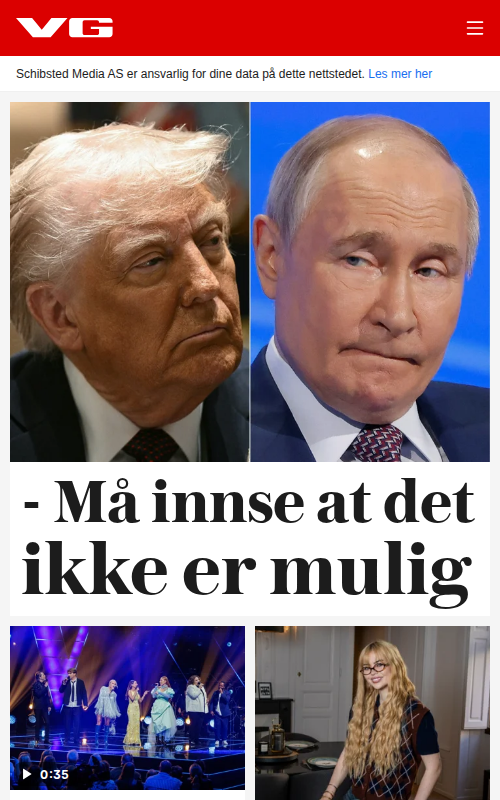 VG
Schibsted Media AS er ansvarlig for dine data på dette nettstedet. Les mer her
- Må innse at det
ikke er mulig
0:35